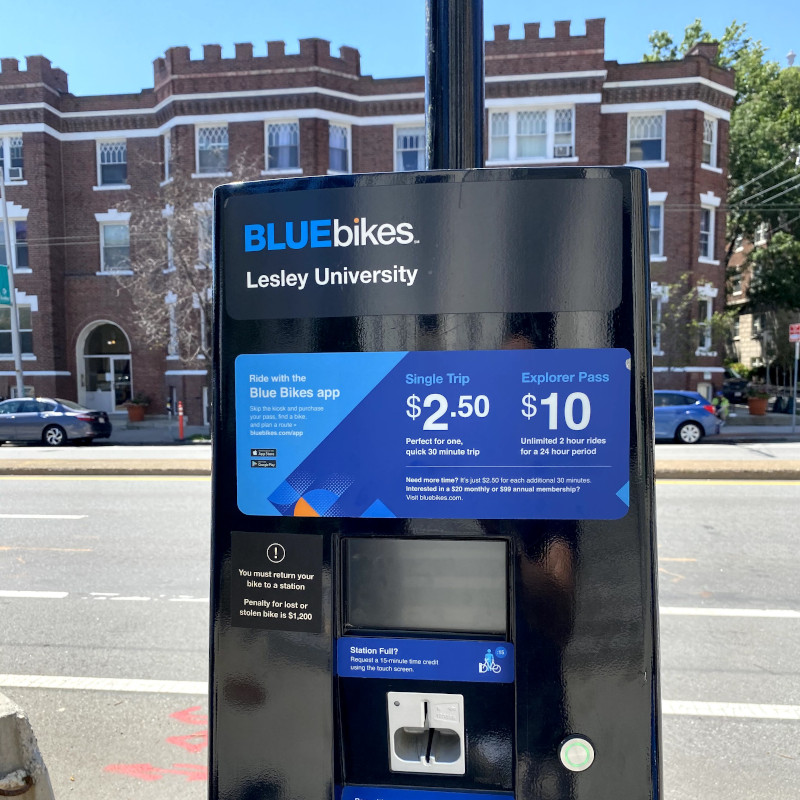 BLUEbikes
Lesley University
Ride with the
Blue Bikes app
Skip the kiosk and purchase
your pass, find a bike,
and plan a route –
bluebikes.com/app
App Store
Google Play
Single Trip
$2.50
Perfect for one,
quick 30 minute trip
Explorer Pass
$10
Unlimited 2 hour rides
for a 24 hour period
Need more time? It's just $2.50 for each additional 30 minutes.
Interested in a $20 monthly or $99 annual membership?
Visit bluebikes.com.
!
You must return your
bike to a station
Penalty for lost or
stolen bike is $1,200
Station Full?
Request a 15-minute time credit
using the touch screen.
:15